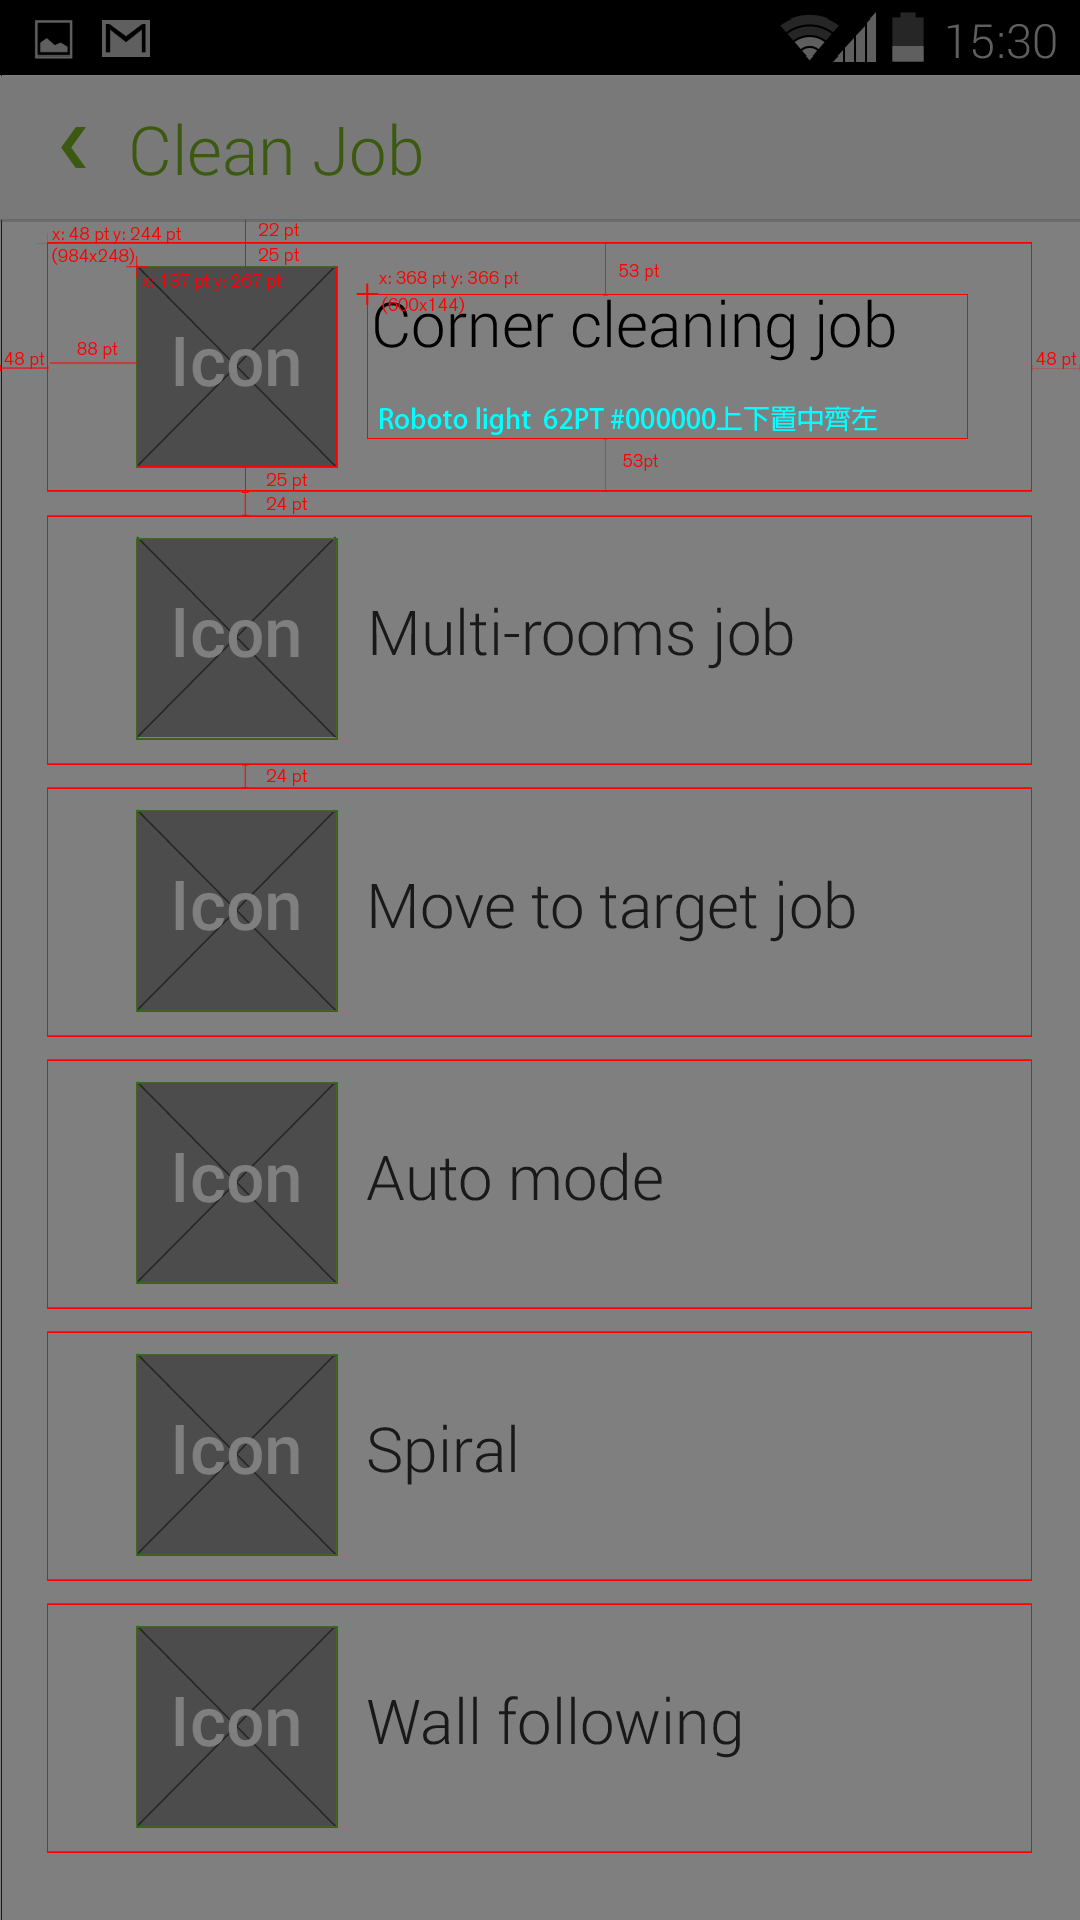 15:30
Clean Job
x: 48 pt y: 244 pt
22 pt
(984x248)
25 pt
x: 137 pt y: 267 pt
x: 368 pt y: 366 pt
53 pt
(600x144)
Corner cleaning job
Icon
48 pt
88 pt
48 pt
Roboto light 62PT #000000上下置中齊左
53pt
25 pt
24 pt
Icon
Multi-rooms job
24 pt
Icon
Move to target job
Icon
Auto mode
Icon
Spiral
Icon
Wall following